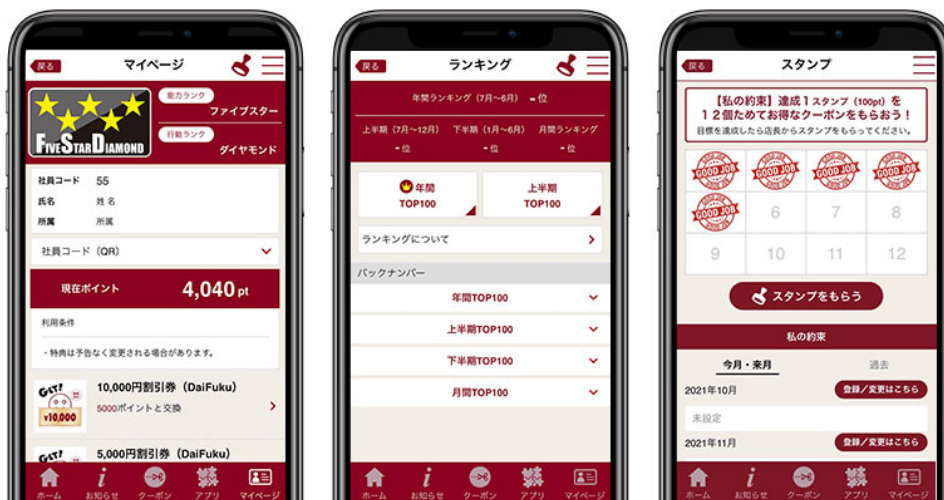 戻る
マイページ
FIVE STAR DIAMOND
能力ランク
ファイブスター
行動ランク
ダイヤモンド
社員コード 55
氏名 姓 名
所属 所属
社員コード (QR)
現在ポイント 4,040 pt
利用条件
・特典は予告なく変更される場合があります。
GIFT!
¥10,000
10,000円割引券（DaiFuku）
5000ポイントと交換
GIFT!
5,000円割引券（DaiFuku）
ホーム お知らせ クーポン アプリ マイページ
戻る
ランキング
年間ランキング（7月〜6月） -位
上半期（7月〜12月） 下半期（1月〜6月） 月間ランキング
-位 -位 -位
年間
TOP100
上半期
TOP100
ランキングについて
バックナンバー
年間TOP100
上半期TOP100
下半期TOP100
月間TOP100
ホーム お知らせ クーポン アプリ マイページ
戻る
スタンプ
【私の約束】達成１スタンプ（100pt）を
１２個ためてお得なクーポンをもらおう！
目標を達成したら店長からスタンプをもらってください。
GOOD JOB GOOD JOB GOOD JOB GOOD JOB
GOOD JOB 6 7 8
9 10 11 12
スタンプをもらう
私の約束
今月・来月 過去
2021年10月 登録／変更はこちら
未設定
2021年11月 登録／変更はこちら
ホーム お知らせ クーポン アプリ マイページ